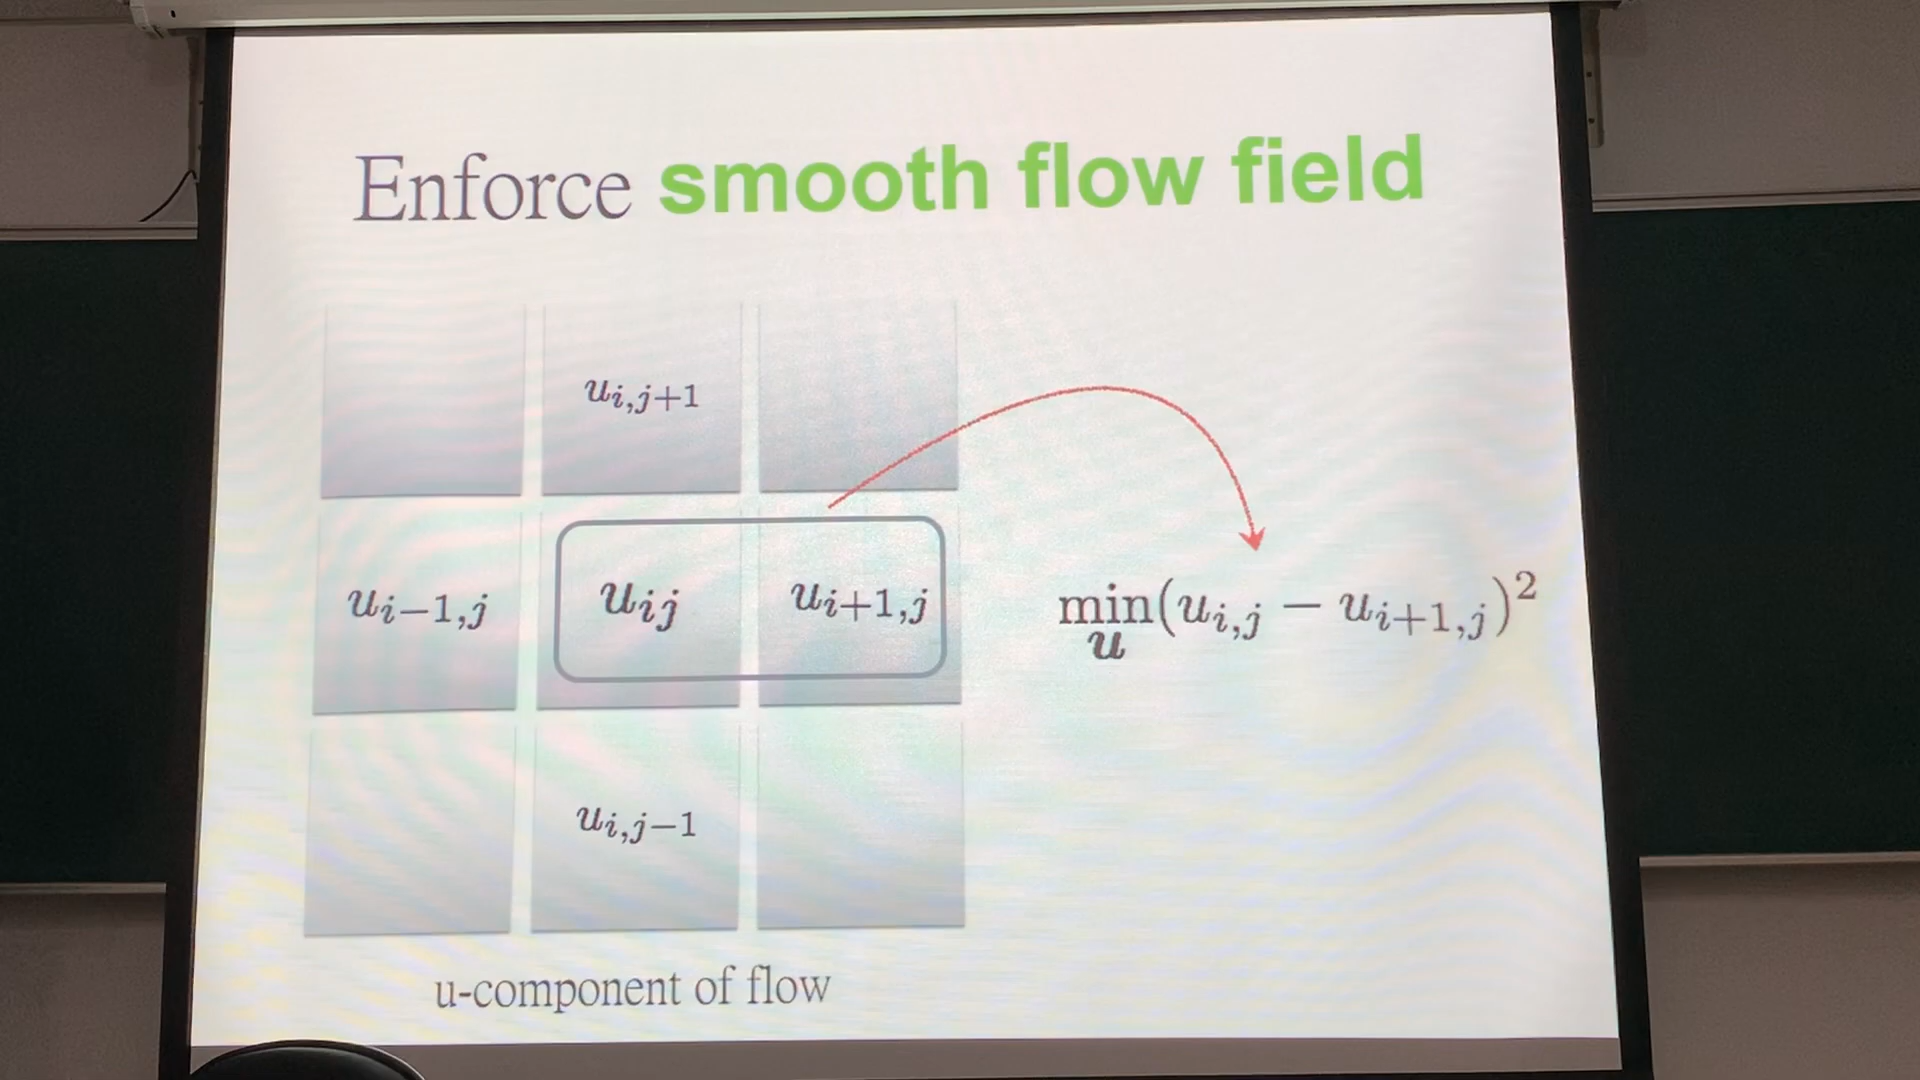 Enforce smooth flow field
u_{i,j+1}
u_{i-1,j} u_{ij} u_{i+1,j}
min_u (u_{i,j} − u_{i+1,j})^2
u_{i,j-1}
u-component of flow